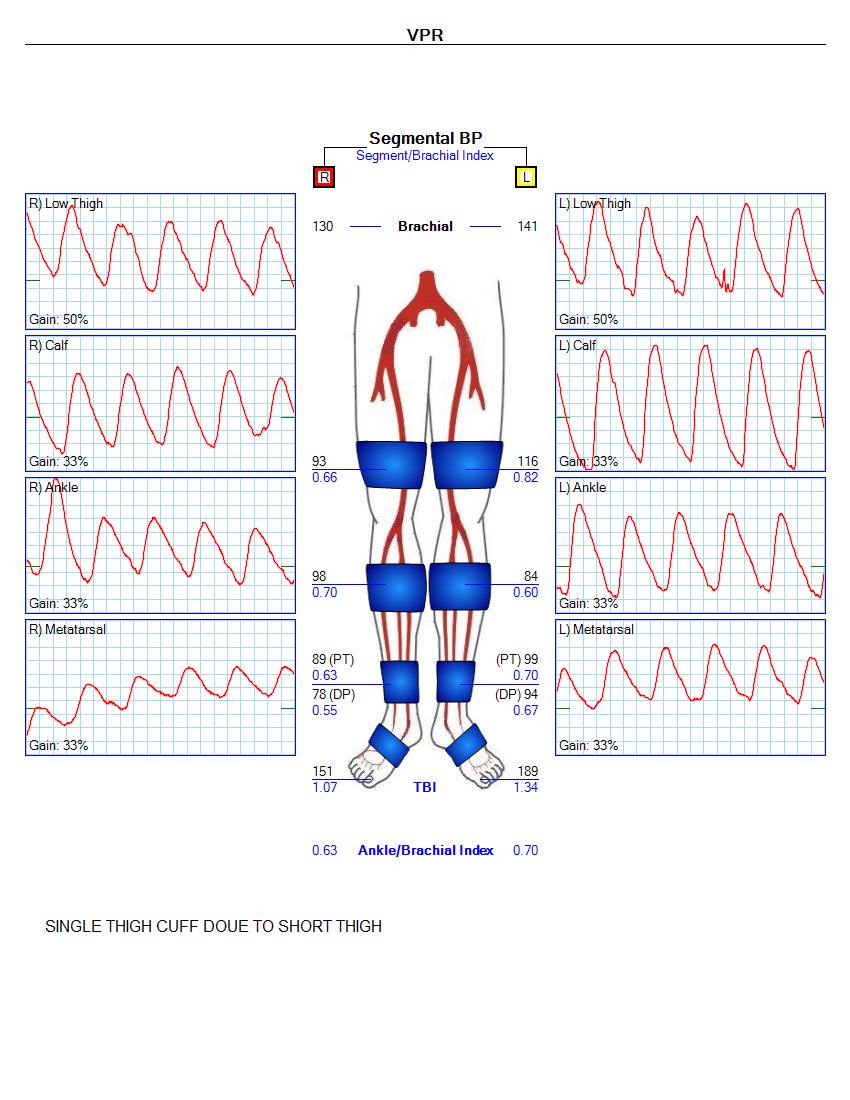 VPR
Segmental BP
Segment/Brachial Index
R
L
130 Brachial 141
R) Low Thigh
Gain: 50%
R) Calf
Gain: 33%
R) Ankle
Gain: 33%
R) Metatarsal
Gain: 33%
L) Low Thigh
Gain: 50%
L) Calf
Gain: 33%
L) Ankle
Gain: 33%
L) Metatarsal
Gain: 33%
93 116
0.66 0.82
98 84
0.70 0.60
89 (PT) (PT) 99
0.63 0.70
78 (DP) (DP) 94
0.55 0.67
151 189
1.07 TBI 1.34
0.63 Ankle/Brachial Index 0.70
SINGLE THIGH CUFF DOUE TO SHORT THIGH